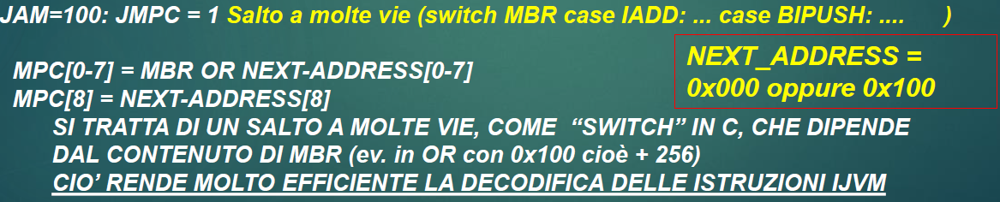 JAM=100: JMPC = 1 Salto a molte vie (switch MBR case IADD: ... case BIPUSH: .... )
NEXT_ADDRESS =
0x000 oppure 0x100
MPC[0-7] = MBR OR NEXT-ADDRESS[0-7]
MPC[8] = NEXT-ADDRESS[8]
SI TRATTA DI UN SALTO A MOLTE VIE, COME “SWITCH” IN C, CHE DIPENDE
DAL CONTENUTO DI MBR (ev. in OR con 0x100 cioè + 256)
CIO’ RENDE MOLTO EFFICIENTE LA DECODIFICA DELLE ISTRUZIONI IJVM